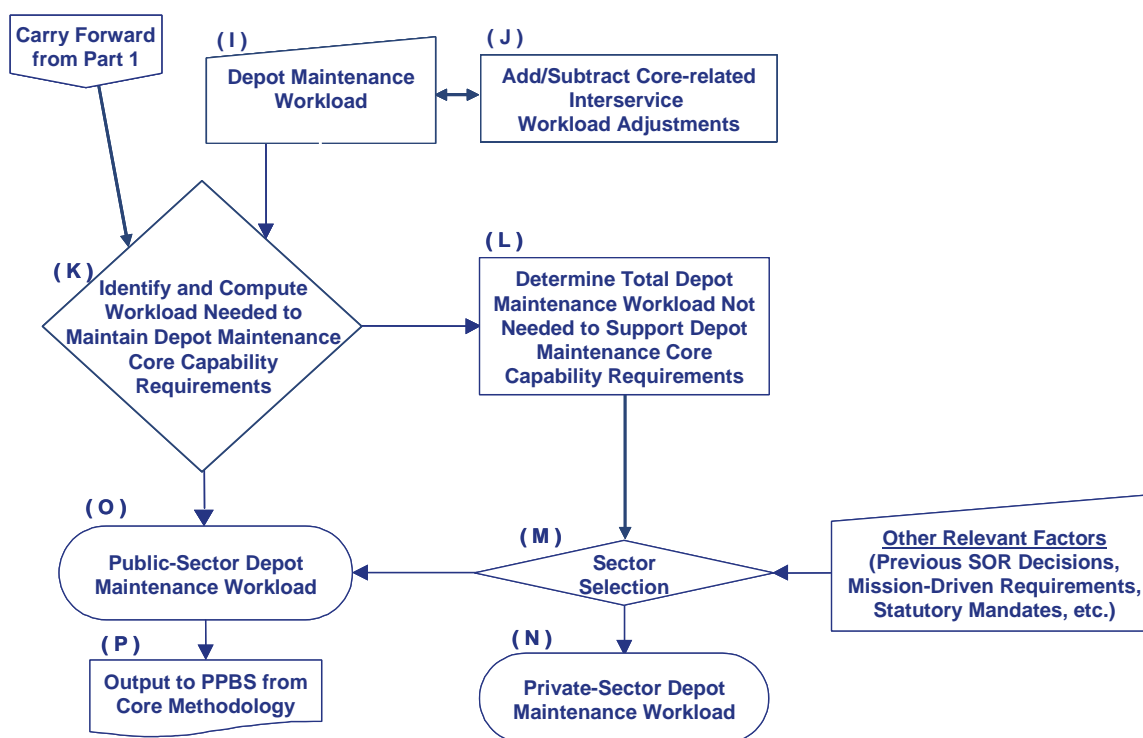 Carry Forward
from Part 1
( I )
Depot Maintenance
Workload
( J )
Add/Subtract Core-related
Interservice
Workload Adjustments
( K )
Identify and Compute
Workload Needed to
Maintain Depot Maintenance
Core Capability
Requirements
( L )
Determine Total Depot
Maintenance Workload Not
Needed to Support Depot
Maintenance Core
Capability Requirements
( O )
Public-Sector Depot
Maintenance Workload
( M )
Sector
Selection
Other Relevant Factors
(Previous SOR Decisions,
Mission-Driven Requirements,
Statutory Mandates, etc.)
( P )
Output to PPBS from
Core Methodology
( N )
Private-Sector Depot
Maintenance Workload